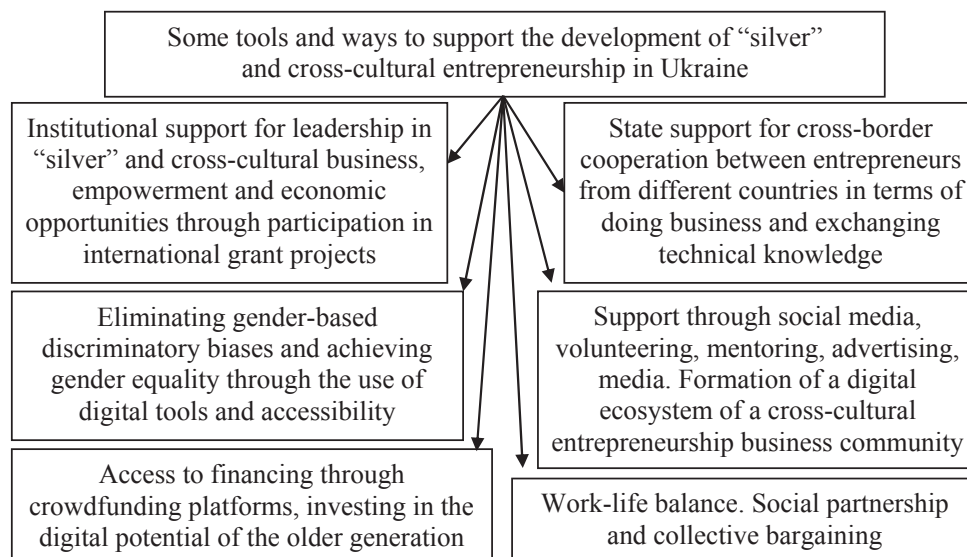 Some tools and ways to support the development of “silver”
and cross-cultural entrepreneurship in Ukraine
Institutional support for leadership in
“silver” and cross-cultural business,
empowerment and economic
opportunities through participation in
international grant projects
State support for cross-border
cooperation between entrepreneurs
from different countries in terms of
doing business and exchanging
technical knowledge
Eliminating gender-based
discriminatory biases and achieving
gender equality through the use of
digital tools and accessibility
Support through social media,
volunteering, mentoring, advertising,
media. Formation of a digital
ecosystem of a cross-cultural
entrepreneurship business community
Access to financing through
crowdfunding platforms, investing in the
digital potential of the older generation
Work-life balance. Social partnership
and collective bargaining